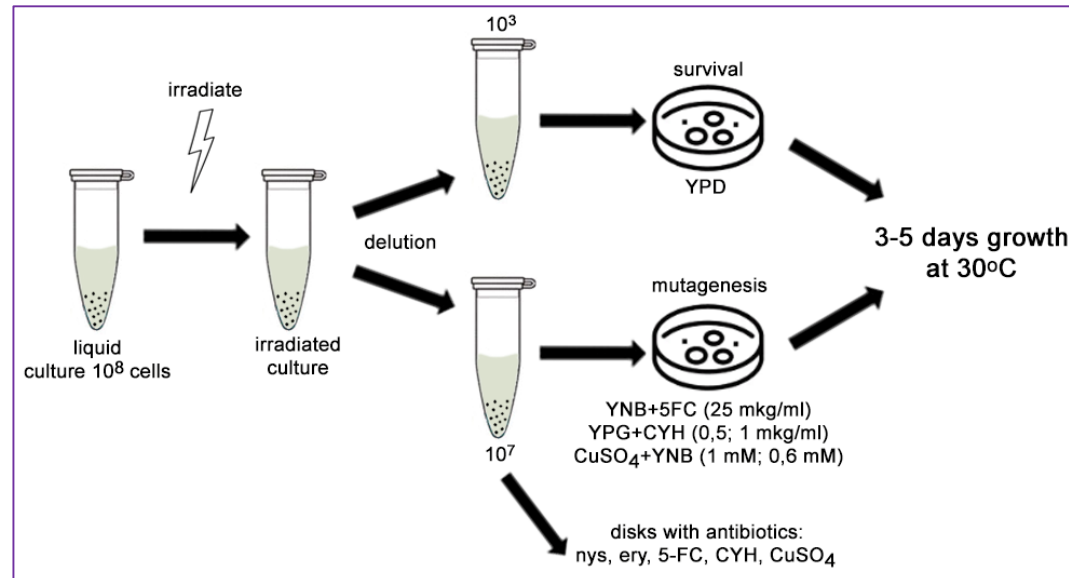 irradiate
liquid
culture 10⁸ cells
irradiated
culture
delution
10³
survival
YPD
mutagenesis
YNB+5FC (25 mkg/ml)
YPG+CYH (0,5; 1 mkg/ml)
CuSO₄+YNB (1 mM; 0,6 mM)
10⁷
disks with antibiotics:
nys, ery, 5-FC, CYH, CuSO₄
3-5 days growth
at 30ºC